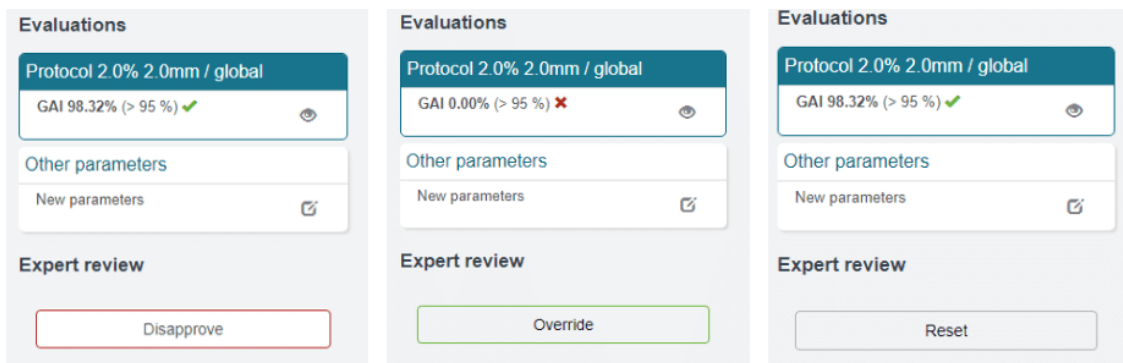 Evaluations
Protocol 2.0% 2.0mm / global
GAI 98.32% (> 95 %)
Other parameters
New parameters
Expert review
Disapprove
Evaluations
Protocol 2.0% 2.0mm / global
GAI 0.00% (> 95 %)
Other parameters
New parameters
Expert review
Override
Evaluations
Protocol 2.0% 2.0mm / global
GAI 98.32% (> 95 %)
Other parameters
New parameters
Expert review
Reset